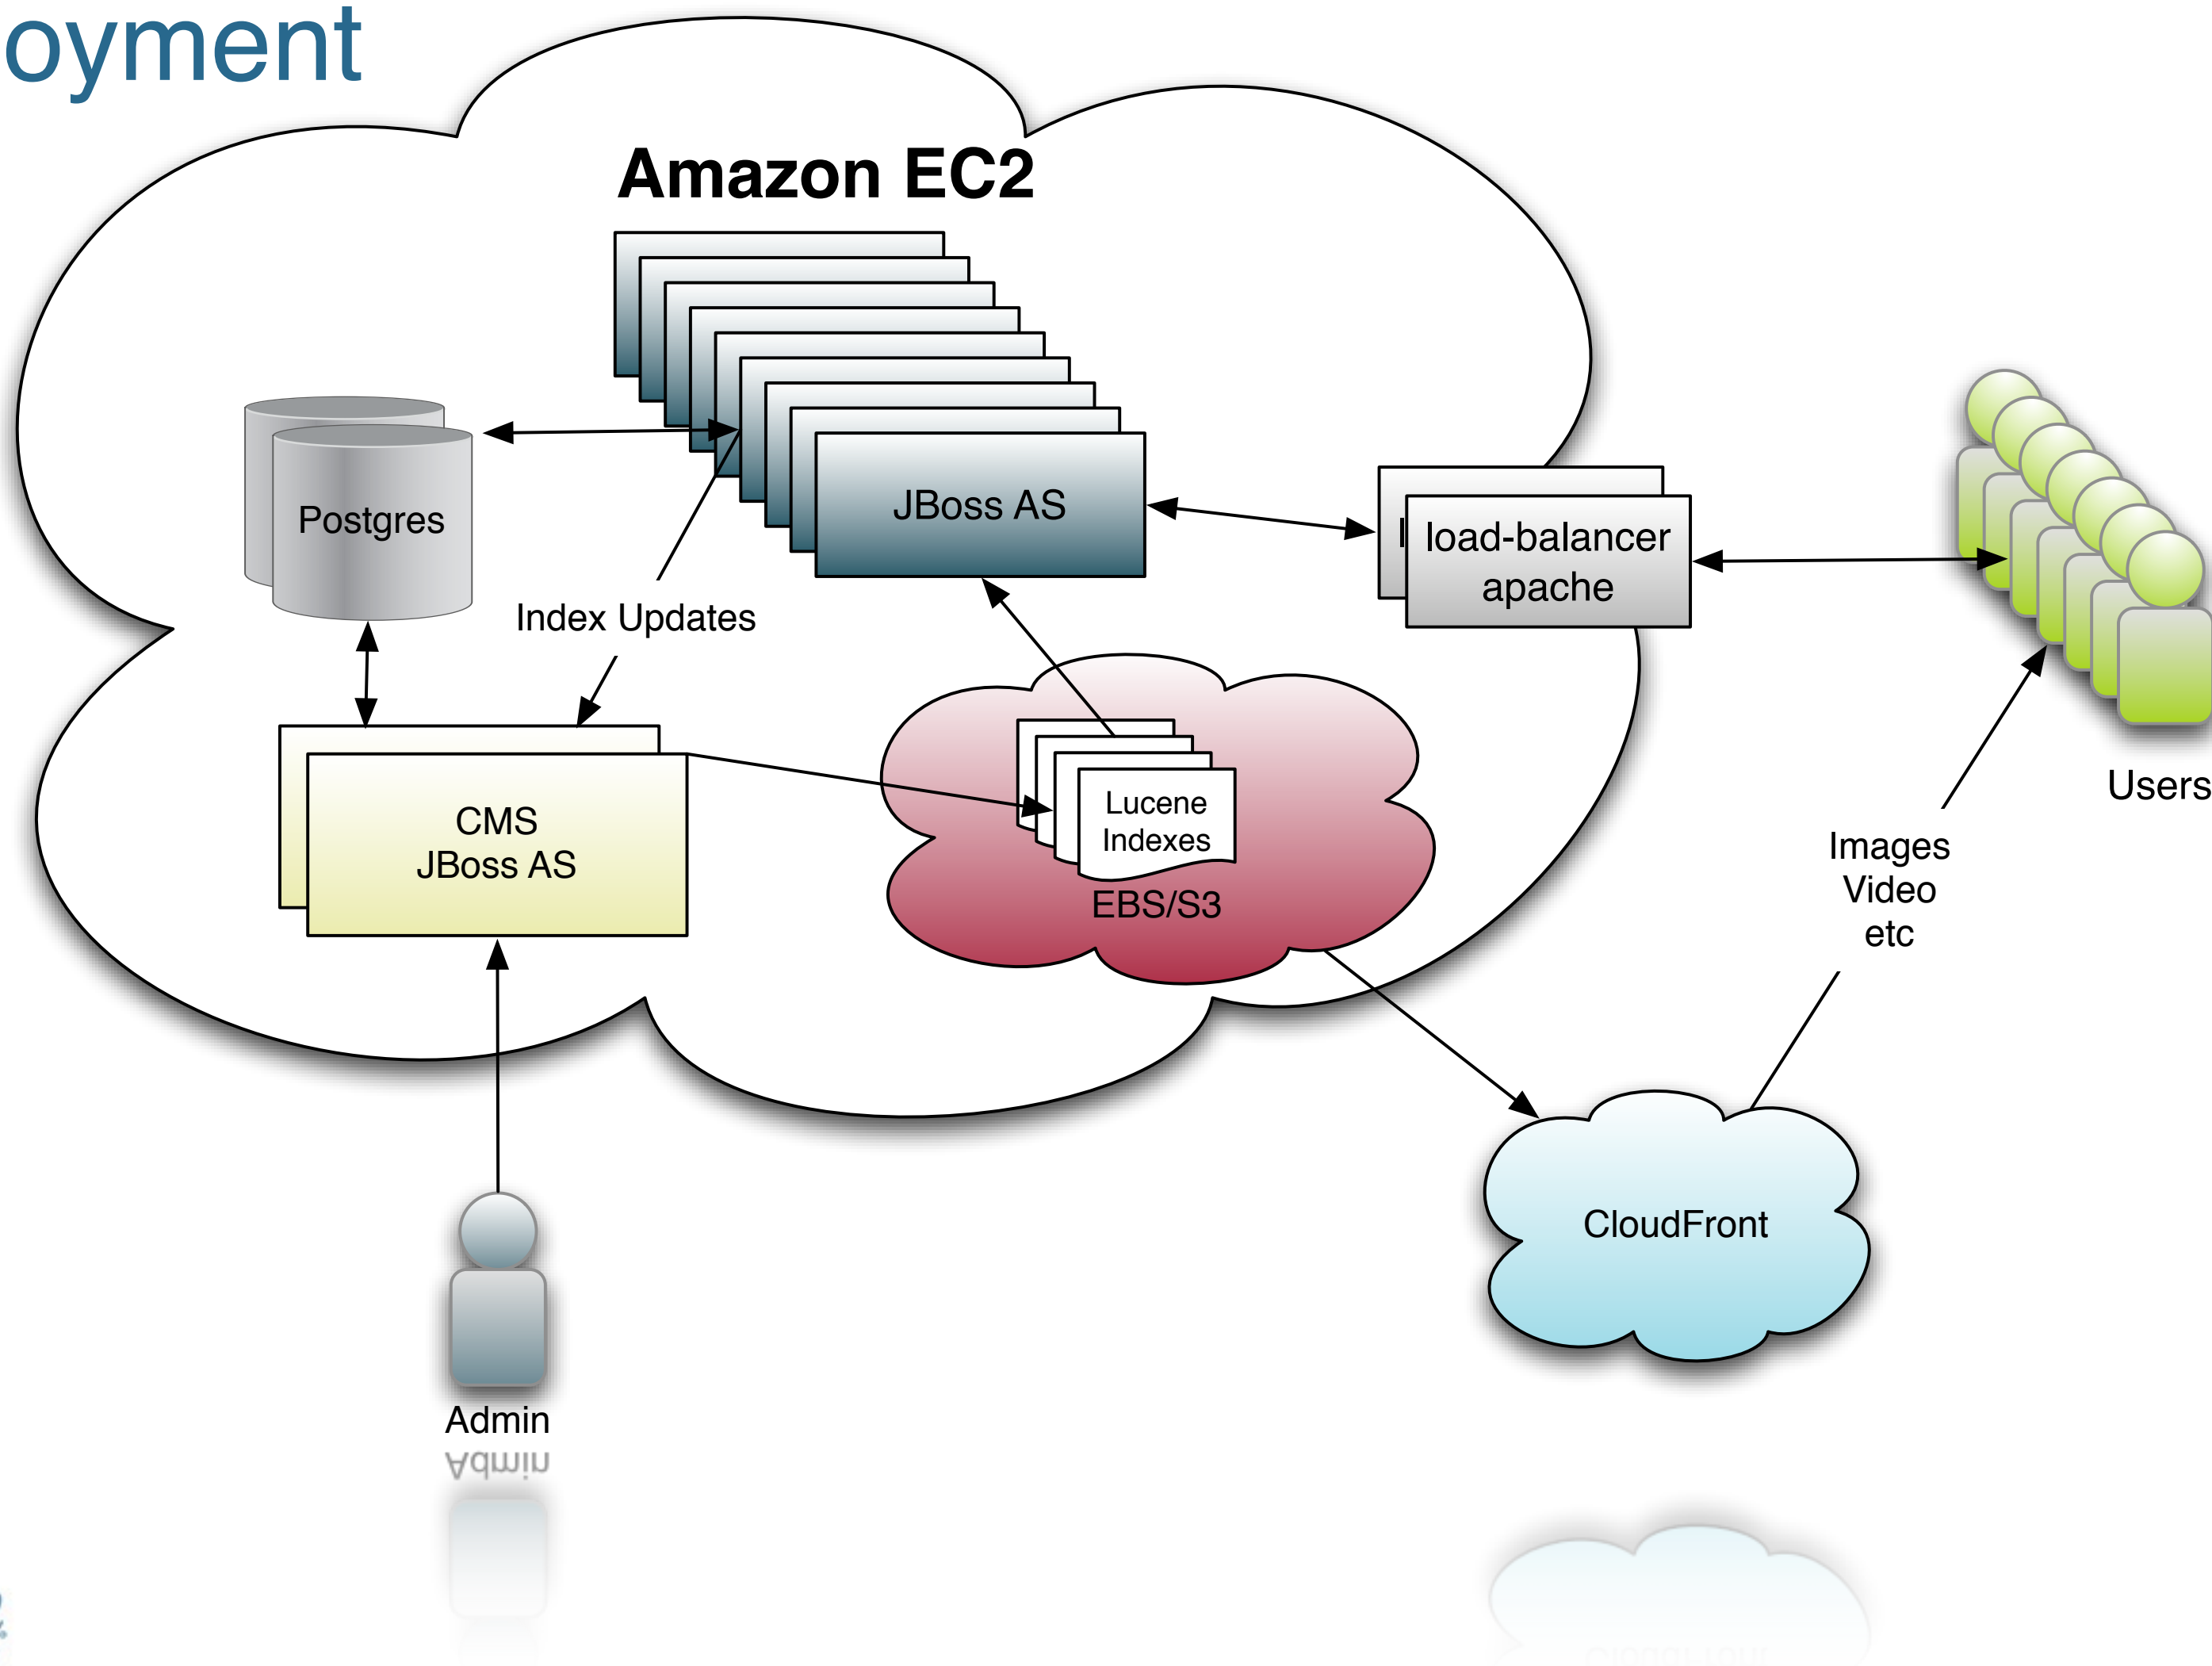 oyment
Amazon EC2
Postgres
JBoss AS
load-balancer
apache
Index Updates
CMS
JBoss AS
Lucene
Indexes
EBS/S3
Users
Images
Video
etc
CloudFront
Admin
Admin
CloudFront